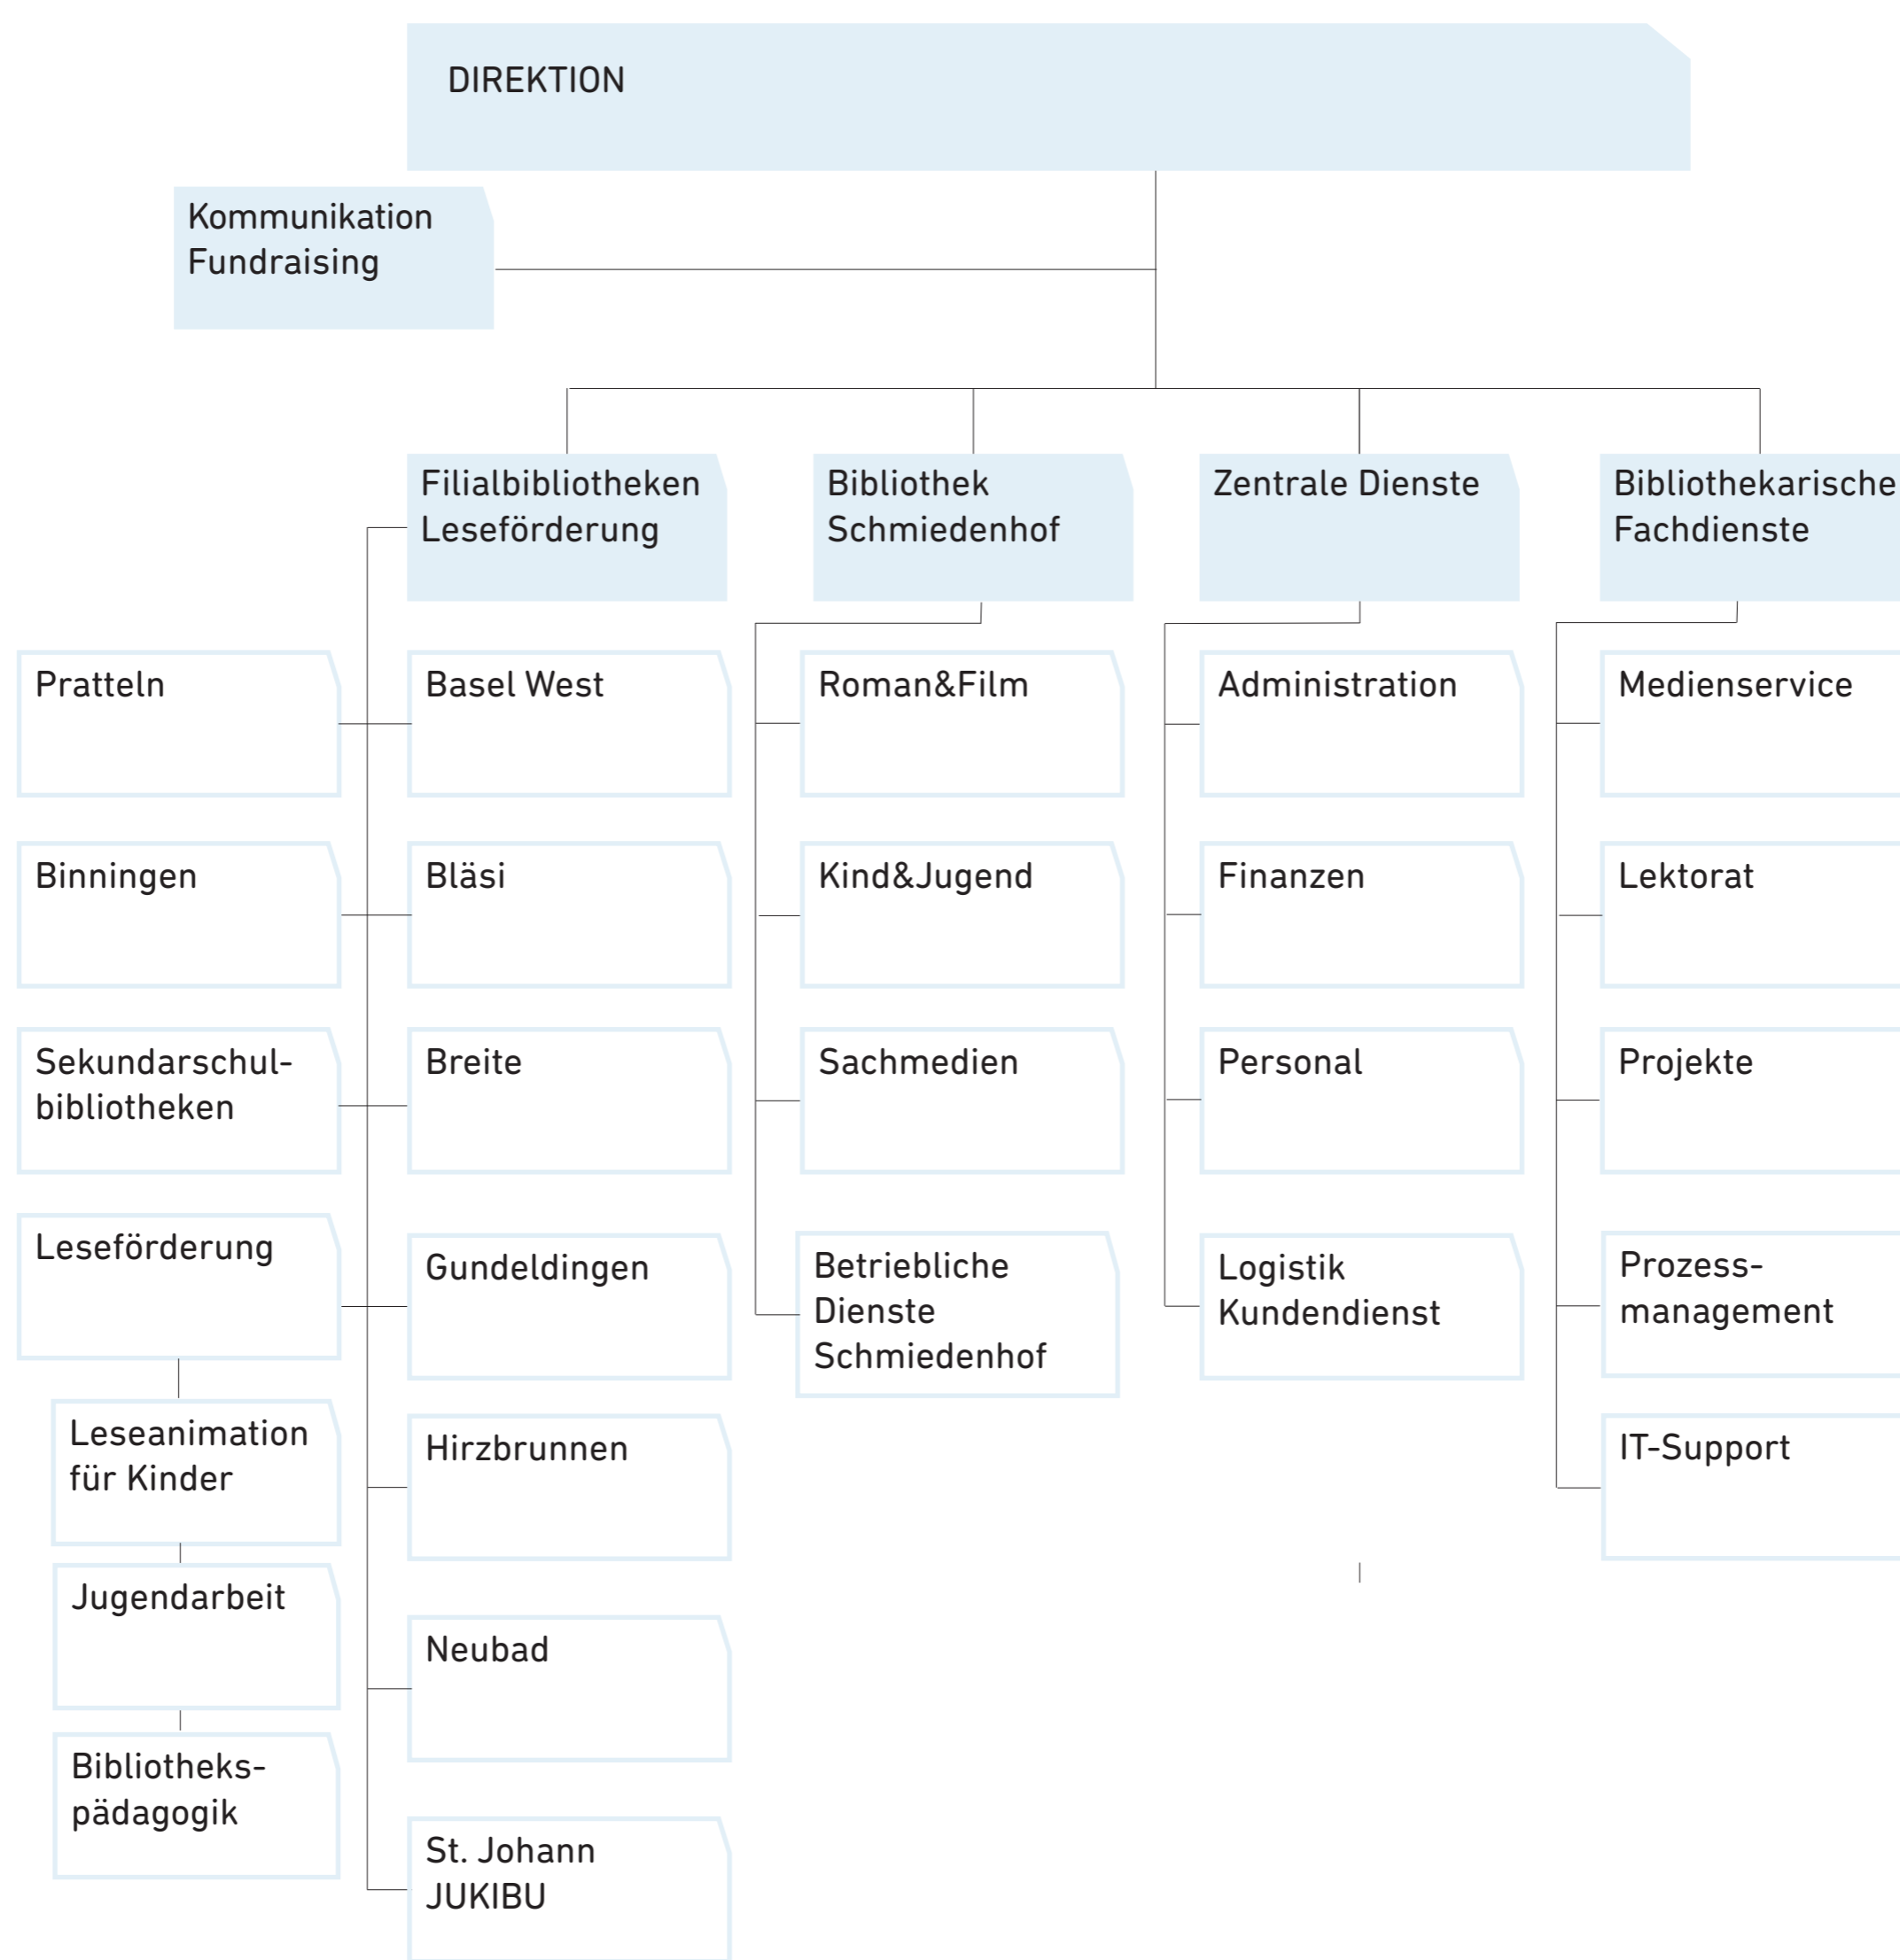 DIREKTION
Kommunikation
Fundraising
Filialbibliotheken
Leseförderung
Bibliothek
Schmiedenhof
Zentrale Dienste
Bibliothekarische
Fachdienste
Pratteln
Basel West
Roman&Film
Administration
Medienservice
Binningen
Bläsi
Kind&Jugend
Finanzen
Lektorat
Sekundarschul-
bibliotheken
Breite
Sachmedien
Personal
Projekte
Leseförderung
Gundeldingen
Betriebliche
Dienste
Schmiedenhof
Logistik
Kundendienst
Prozess-
management
Leseanimation
für Kinder
Hirzbrunnen
IT-Support
Jugendarbeit
Neubad
Bibliotheks-
pädagogik
St. Johann
JUKIBU